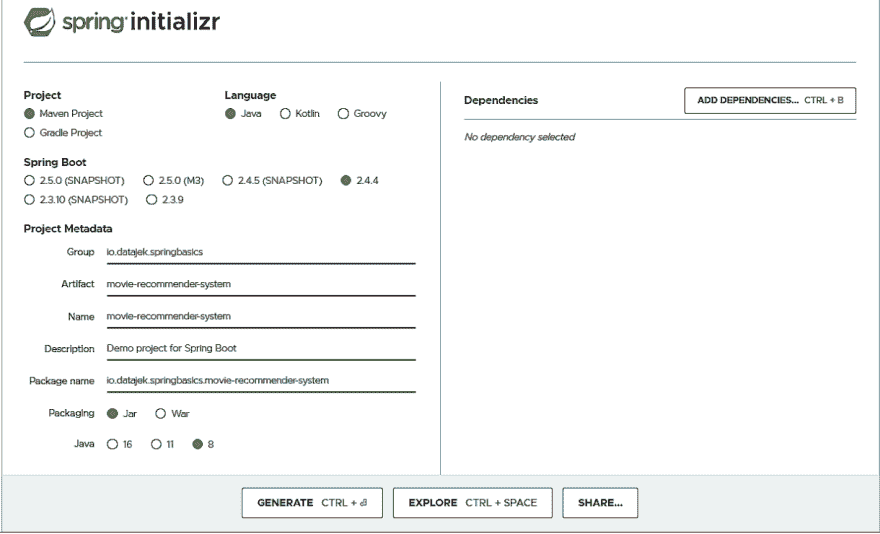 spring initializr
Project
Maven Project
Gradle Project
Language
Java Kotlin Groovy
Spring Boot
2.5.0 (SNAPSHOT) 2.5.0 (M3) 2.4.5 (SNAPSHOT) 2.4.4
2.3.10 (SNAPSHOT) 2.3.9
Project Metadata
Group io.datajek.springbasics
Artifact movie-recommender-system
Name movie-recommender-system
Description Demo project for Spring Boot
Package name io.datajek.springbasics.movie-recommender-system
Packaging Jar War
Java 16 11 8
Dependencies
ADD DEPENDENCIES... CTRL + B
No dependency selected
GENERATE CTRL + ⏎
EXPLORE CTRL + SPACE
SHARE...